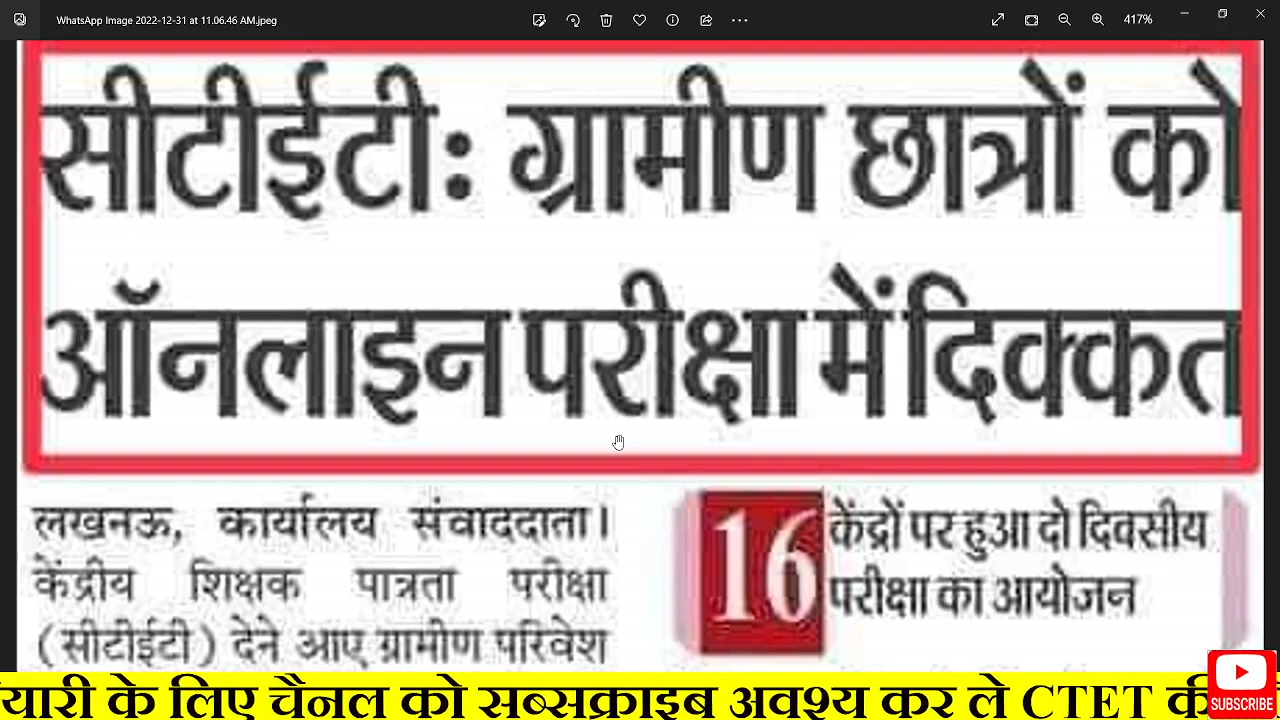 WhatsApp Image 2022-12-31 at 11.06.46 AM.jpeg
417%
सीटीईटी: ग्रामीण छात्रों को
ऑनलाइन परीक्षा में दिक्कत
लखनऊ, कार्यालय संवाददाता।
केंद्रीय शिक्षक पात्रता परीक्षा
(सीटीईटी) देने आए ग्रामीण परिवेश
16 केंद्रों पर हुआ दो दिवसीय
परीक्षा का आयोजन
यारी के लिए चैनल को सब्सक्राइब अवश्य कर ले CTET की
SUBSCRIBE